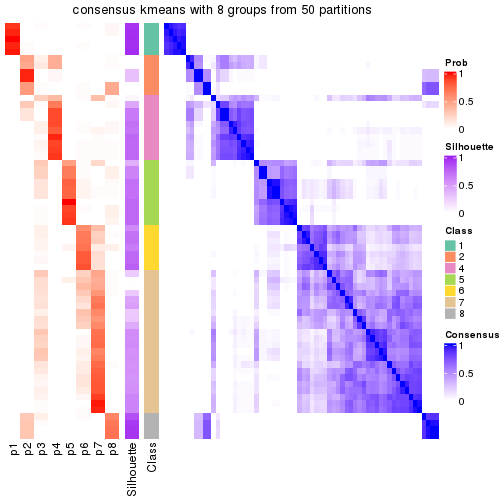 consensus kmeans with 8 groups from 50 partitions
Prob
1
0.5
0
Silhouette
1
0.5
0
Class
1
2
4
5
6
7
8
Consensus
1
0.5
0
p1 p2 p3 p4 p5 p6 p7 p8 Silhouette Class